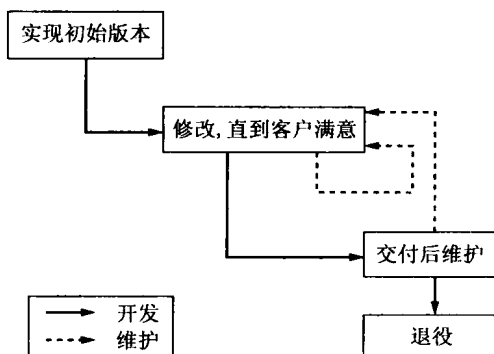 实现初始版本
修改,直到客户满意
交付后维护
开发
维护
退役